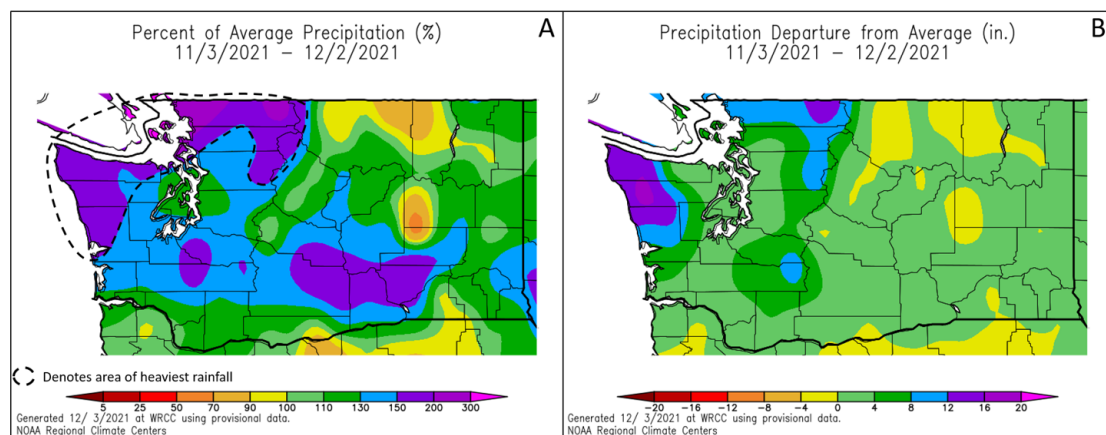 Percent of Average Precipitation (%)
11/3/2021 – 12/2/2021
A
Denotes area of heaviest rainfall
5 25 50 70 90 100 110 130 150 200 300
Generated 12/ 3/2021 at WRCC using provisional data.
NOAA Regional Climate Centers
Precipitation Departure from Average (in.)
11/3/2021 – 12/2/2021
B
-20 -16 -12 -8 -4 0 4 8 12 16 20
Generated 12/ 3/2021 at WRCC using provisional data.
NOAA Regional Climate Centers